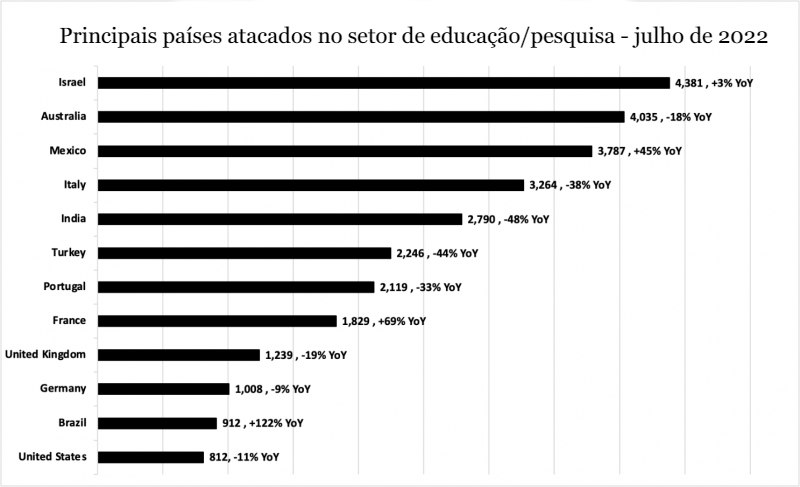 Principais países atacados no setor de educação/pesquisa - julho de 2022
Israel 4,381 , +3% YoY
Australia 4,035 , -18% YoY
Mexico 3,787 , +45% YoY
Italy 3,264 , -38% YoY
India 2,790 , -48% YoY
Turkey 2,246 , -44% YoY
Portugal 2,119 , -33% YoY
France 1,829 , +69% YoY
United Kingdom 1,239 , -19% YoY
Germany 1,008 , -9% YoY
Brazil 912 , +122% YoY
United States 812, -11% YoY